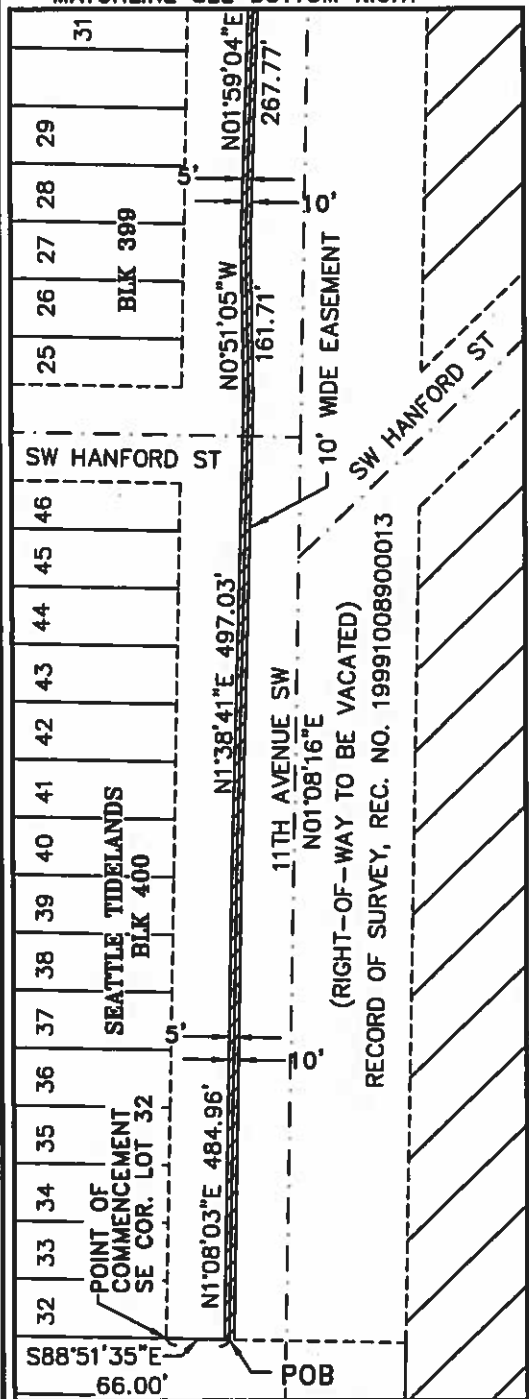 MATCHLINE SEE BOTTOM RIGHT
31
29
28
27
26
25
BLK 399
N01°59'04"E
267.77'
5'
10'
N0°51'05"W
161.71'
10' WIDE EASEMENT
SW HANFORD ST
SW HANFORD ST
46
45
44
43
42
41
40
39
38
37
36
35
34
33
32
SEATTLE TIDELANDS
BLK 400
N1°38'41"E 497.03'
11TH AVENUE SW
N01°08'16"E
(RIGHT-OF-WAY TO BE VACATED)
RECORD OF SURVEY, REC. NO. 19991008900013
5'
10'
N1°08'03"E 484.96'
POINT OF
COMMENCEMENT
SE COR. LOT 32
S88°51'35"E
66.00'
POB